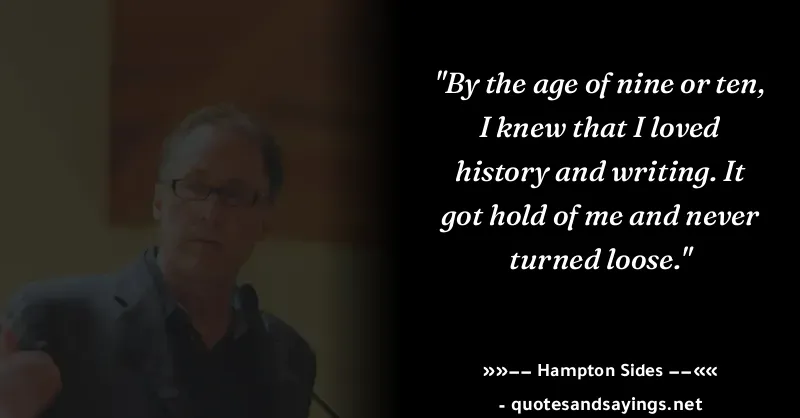 "By the age of nine or ten,
I knew that I loved
history and writing. It
got hold of me and never
turned loose."
»»–– Hampton Sides ––««
- quotesandsayings.net